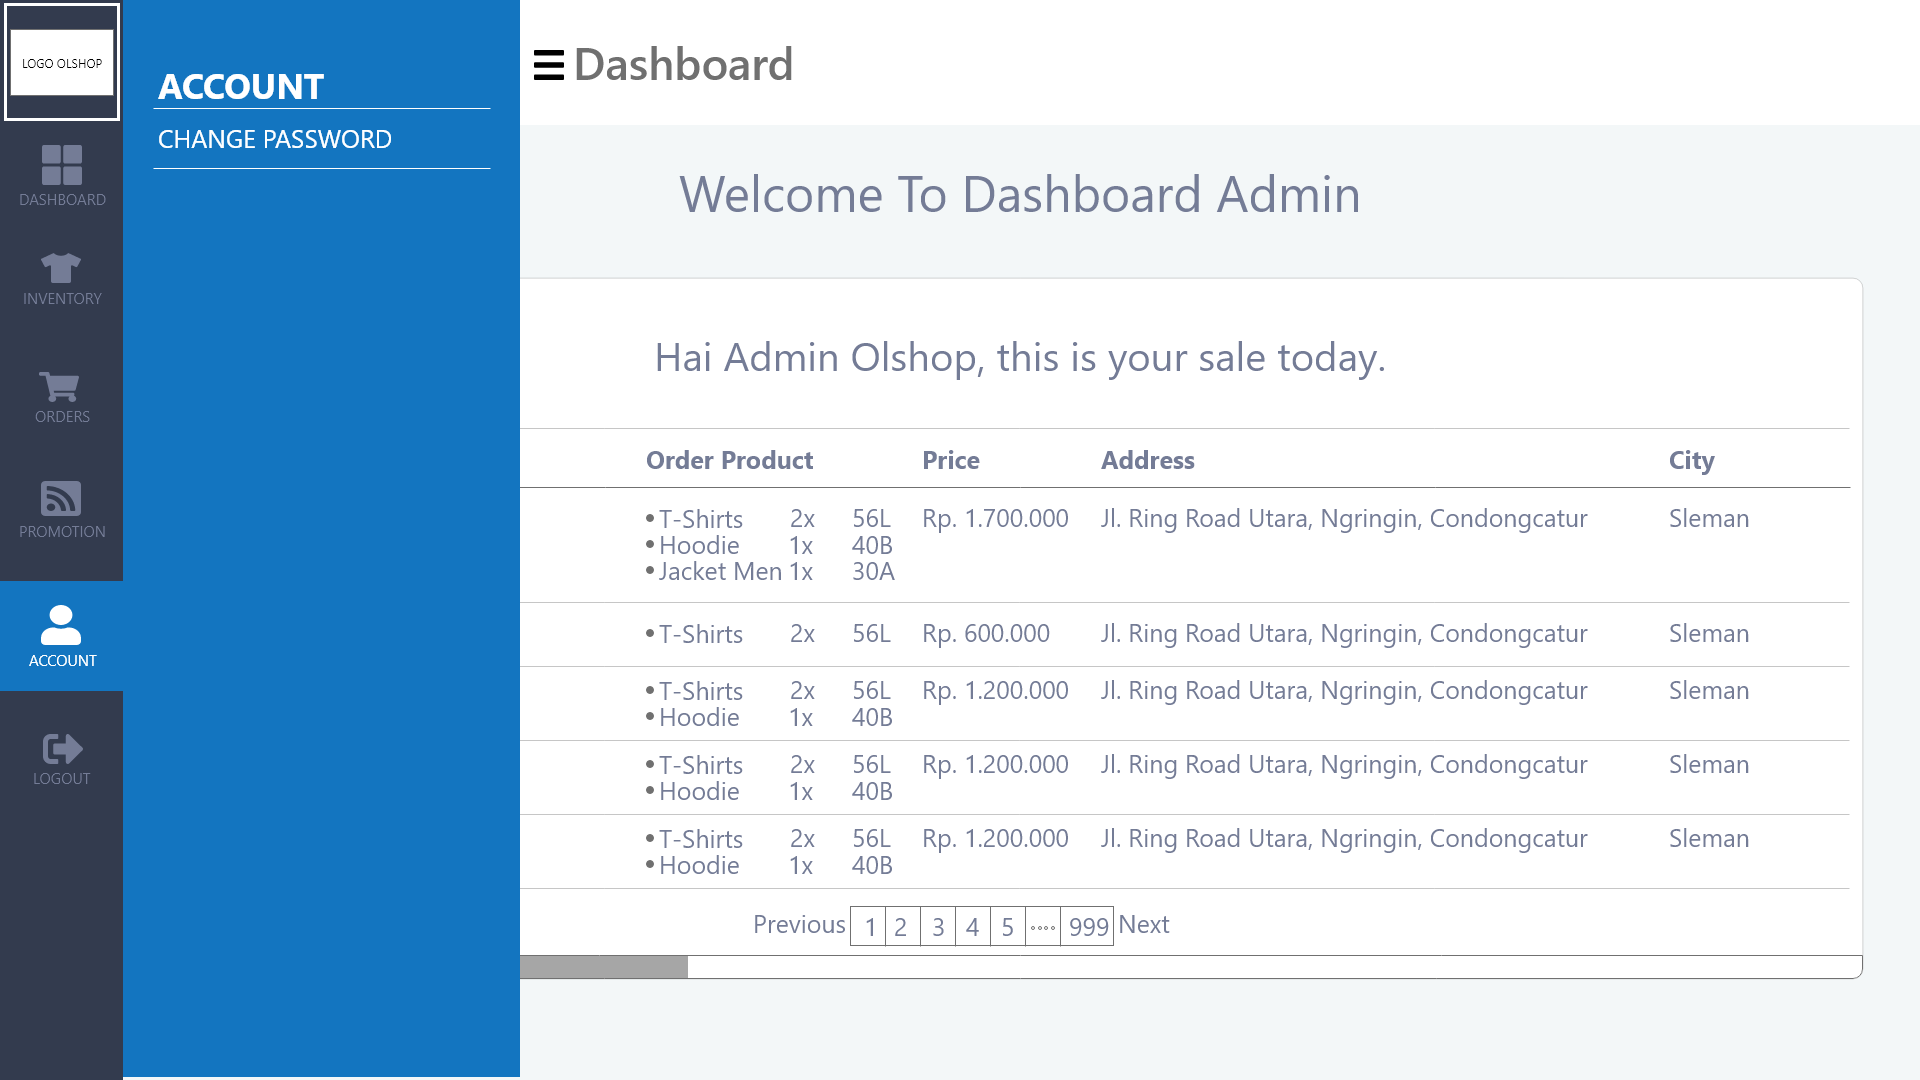 LOGO OLSHOP
DASHBOARD
INVENTORY
ORDERS
PROMOTION
ACCOUNT
LOGOUT
ACCOUNT
CHANGE PASSWORD
Dashboard
Welcome To Dashboard Admin
Hai Admin Olshop, this is your sale today.
Order Product Price Address City
• T-Shirts 2x 56L Rp. 1.700.000 Jl. Ring Road Utara, Ngringin, Condongcatur Sleman
• Hoodie 1x 40B
• Jacket Men 1x 30A
• T-Shirts 2x 56L Rp. 600.000 Jl. Ring Road Utara, Ngringin, Condongcatur Sleman
• T-Shirts 2x 56L Rp. 1.200.000 Jl. Ring Road Utara, Ngringin, Condongcatur Sleman
• Hoodie 1x 40B
• T-Shirts 2x 56L Rp. 1.200.000 Jl. Ring Road Utara, Ngringin, Condongcatur Sleman
• Hoodie 1x 40B
• T-Shirts 2x 56L Rp. 1.200.000 Jl. Ring Road Utara, Ngringin, Condongcatur Sleman
• Hoodie 1x 40B
Previous 1 2 3 4 5 .... 999 Next